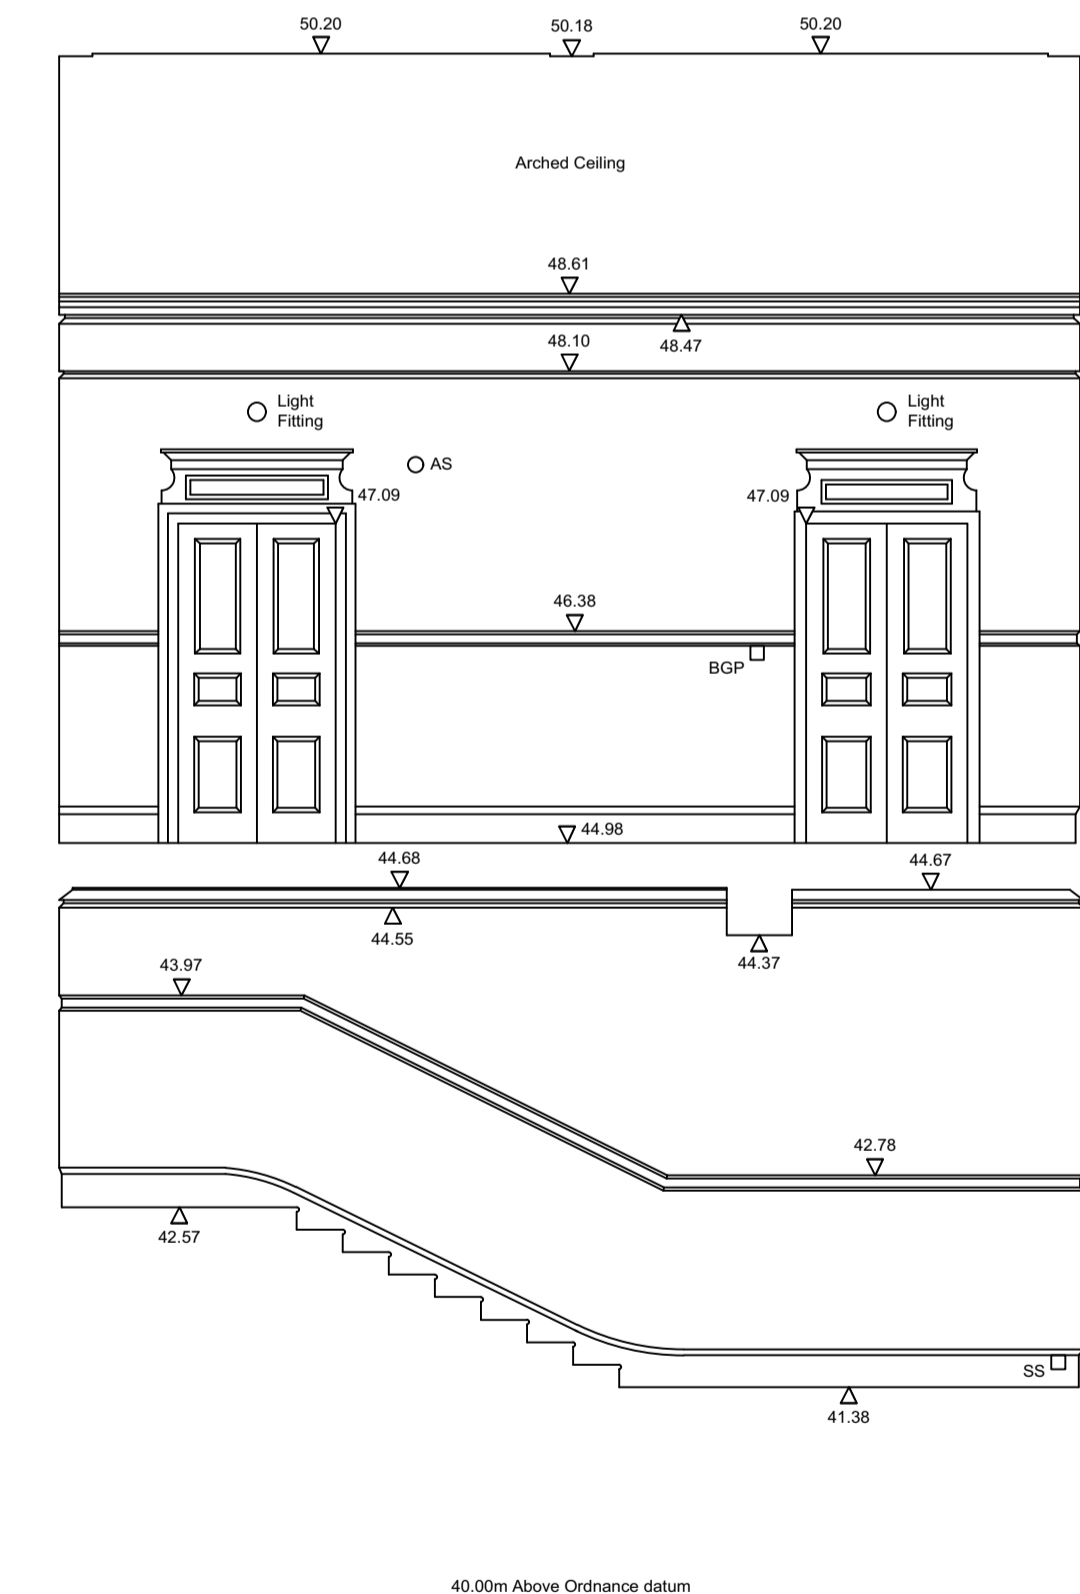 50.20
50.18
50.20
Arched Ceiling
48.61
48.47
48.10
Light
Fitting
Light
Fitting
AS
47.09
47.09
46.38
BGP
44.98
44.68
44.67
44.55
44.37
43.97
42.78
42.57
SS
41.38
40.00m Above Ordnance datum